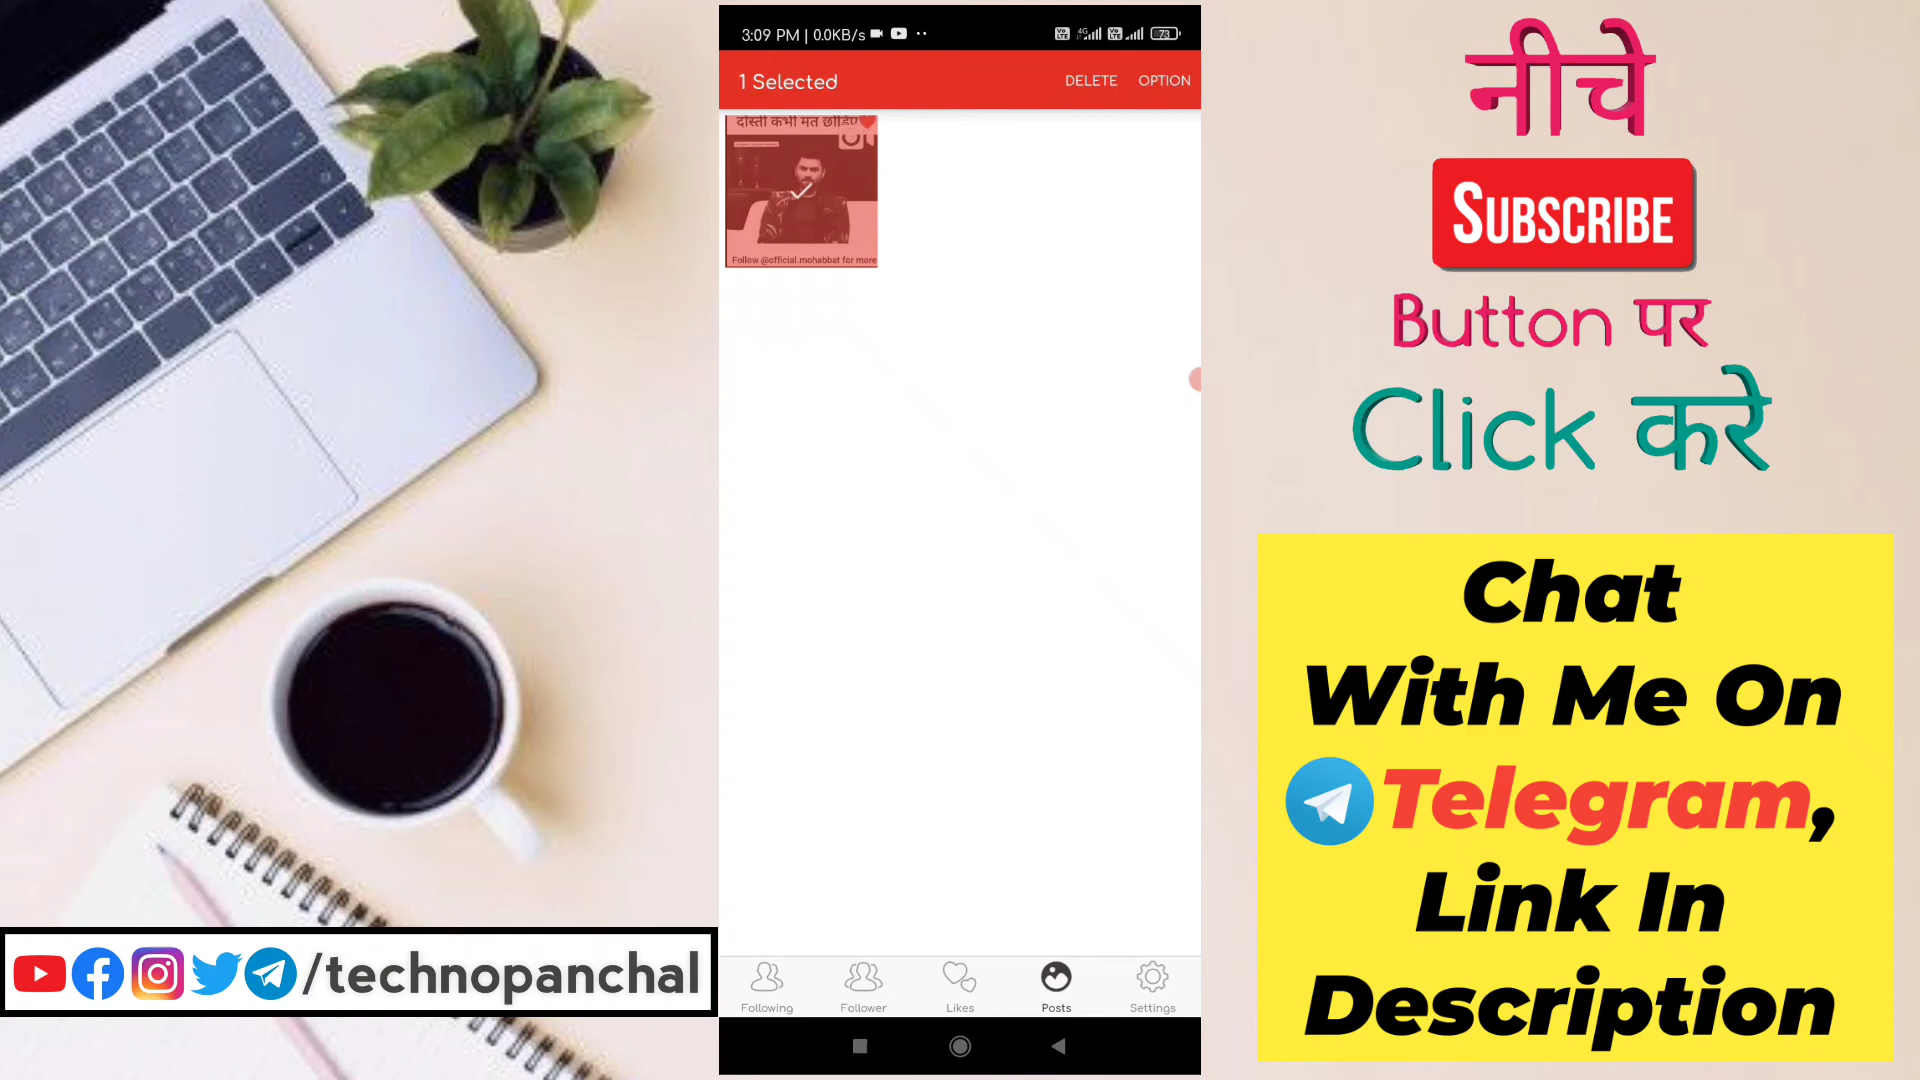 3:09 PM | 0.0KB/s
73
1 Selected
DELETE
OPTION
दोस्ती कभी मत छोड़िए
Follow @official.mohabbat for more
Following
Follower
Likes
Posts
Settings
/technopanchal
नीचे
SUBSCRIBE
Button पर
Click करे
Chat
With Me On
Telegram,
Link In
Description